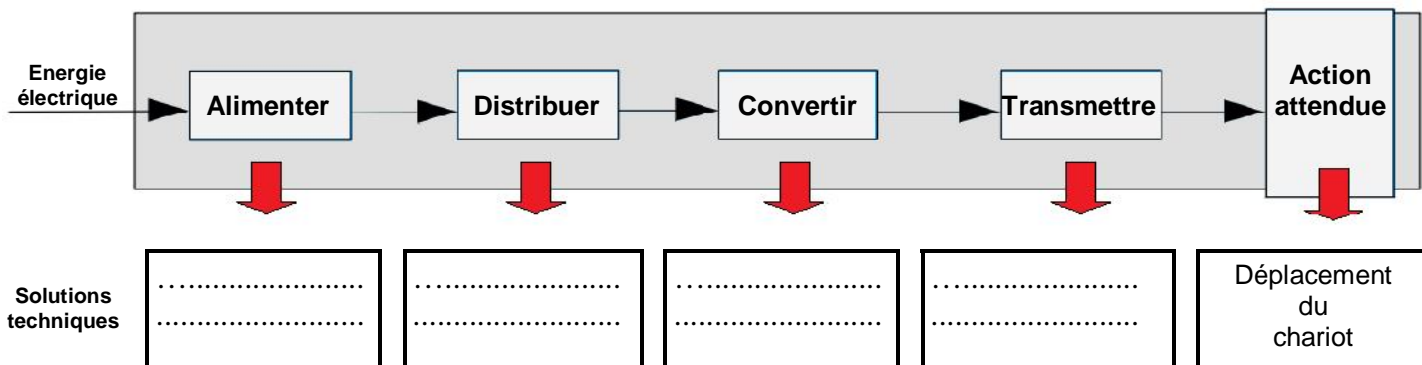 Energie
électrique
Alimenter
Distribuer
Convertir
Transmettre
Action
attendue
Solutions
techniques
…...........................
..............................
…...........................
..............................
…...........................
..............................
…...........................
..............................
Déplacement
du
chariot